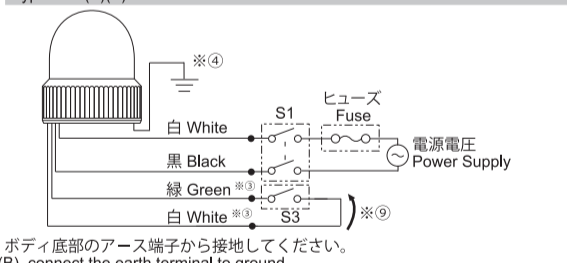 ※④
S1
ヒューズ
Fuse
白 White
電源電圧
Power Supply
黒 Black
緑 Green ※③
白 White ※③
S3
※⑨
ボディ底部のアース端子から接地してください。
connect the earth terminal to ground